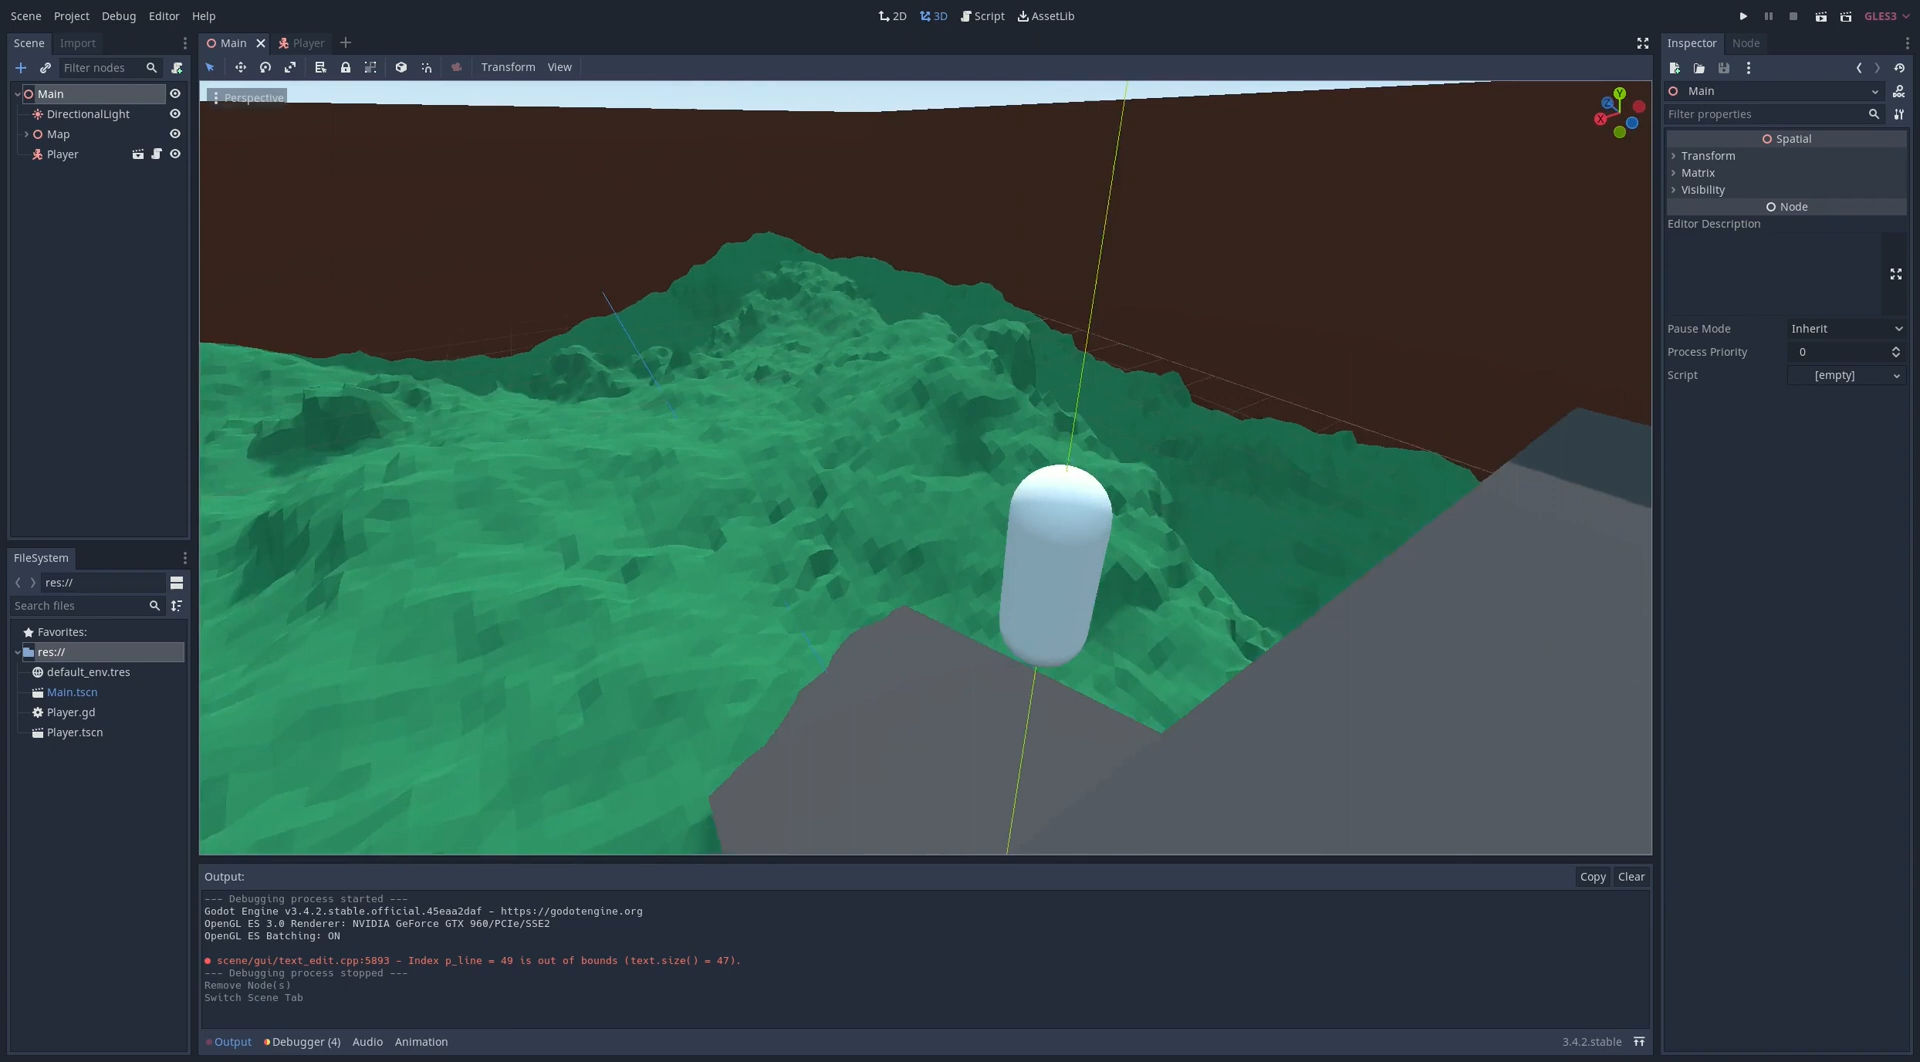 Scene Project Debug Editor Help
2D 3D Script AssetLib
GLES3
Scene Import
Filter nodes
Main
DirectionalLight
Map
Player
FileSystem
res://
Search files
Favorites:
res://
default_env.tres
Main.tscn
Player.gd
Player.tscn
Main Player
Transform View
Perspective
Y
Z
X
Output:
Copy Clear
--- Debugging process started ---
Godot Engine v3.4.2.stable.official.45eaa2daf - https://godotengine.org
OpenGL ES 3.0 Renderer: NVIDIA GeForce GTX 960/PCIe/SSE2
OpenGL ES Batching: ON
scene/gui/text_edit.cpp:5893 - Index p_line = 49 is out of bounds (text.size() = 47).
--- Debugging process stopped ---
Remove Node(s)
Switch Scene Tab
Output Debugger (4) Audio Animation
3.4.2.stable
Inspector Node
Main
Filter properties
Spatial
Transform
Matrix
Visibility
Node
Editor Description
Pause Mode Inherit
Process Priority 0
Script [empty]